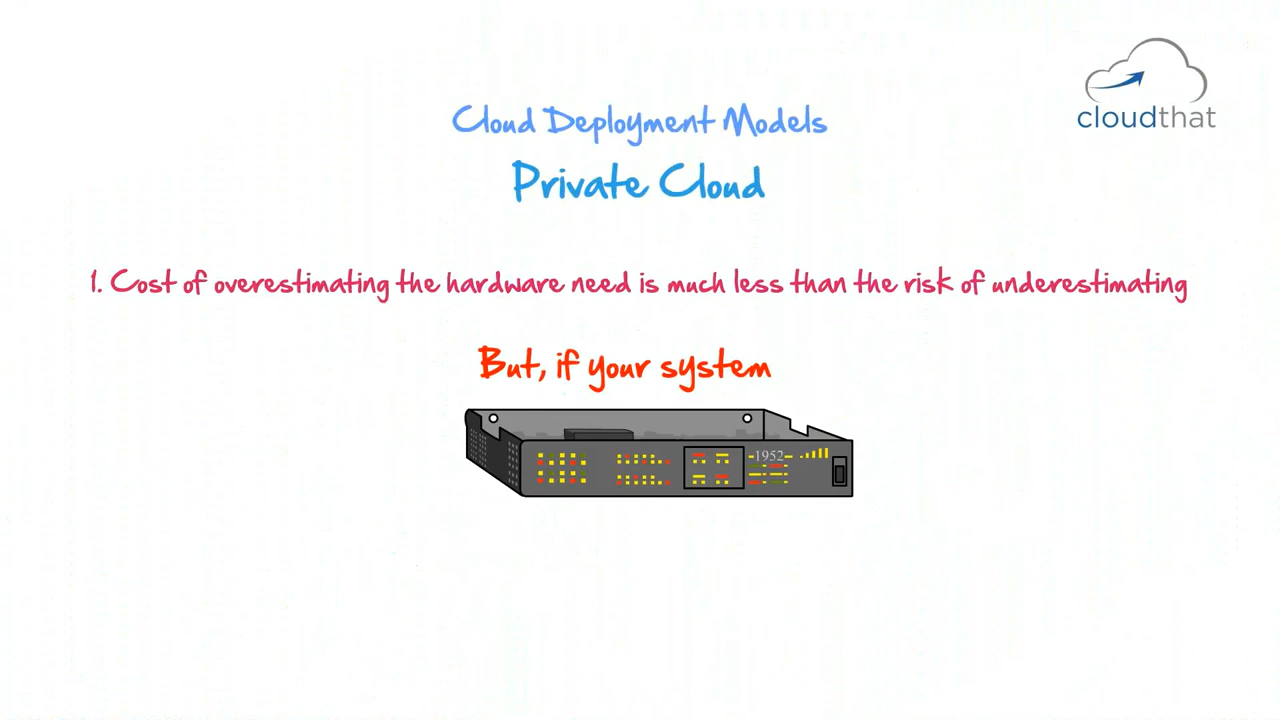 cloudthat
Cloud Deployment Models
Private Cloud
1. Cost of overestimating the hardware need is much less than the risk of underestimating
But, if your system
1952